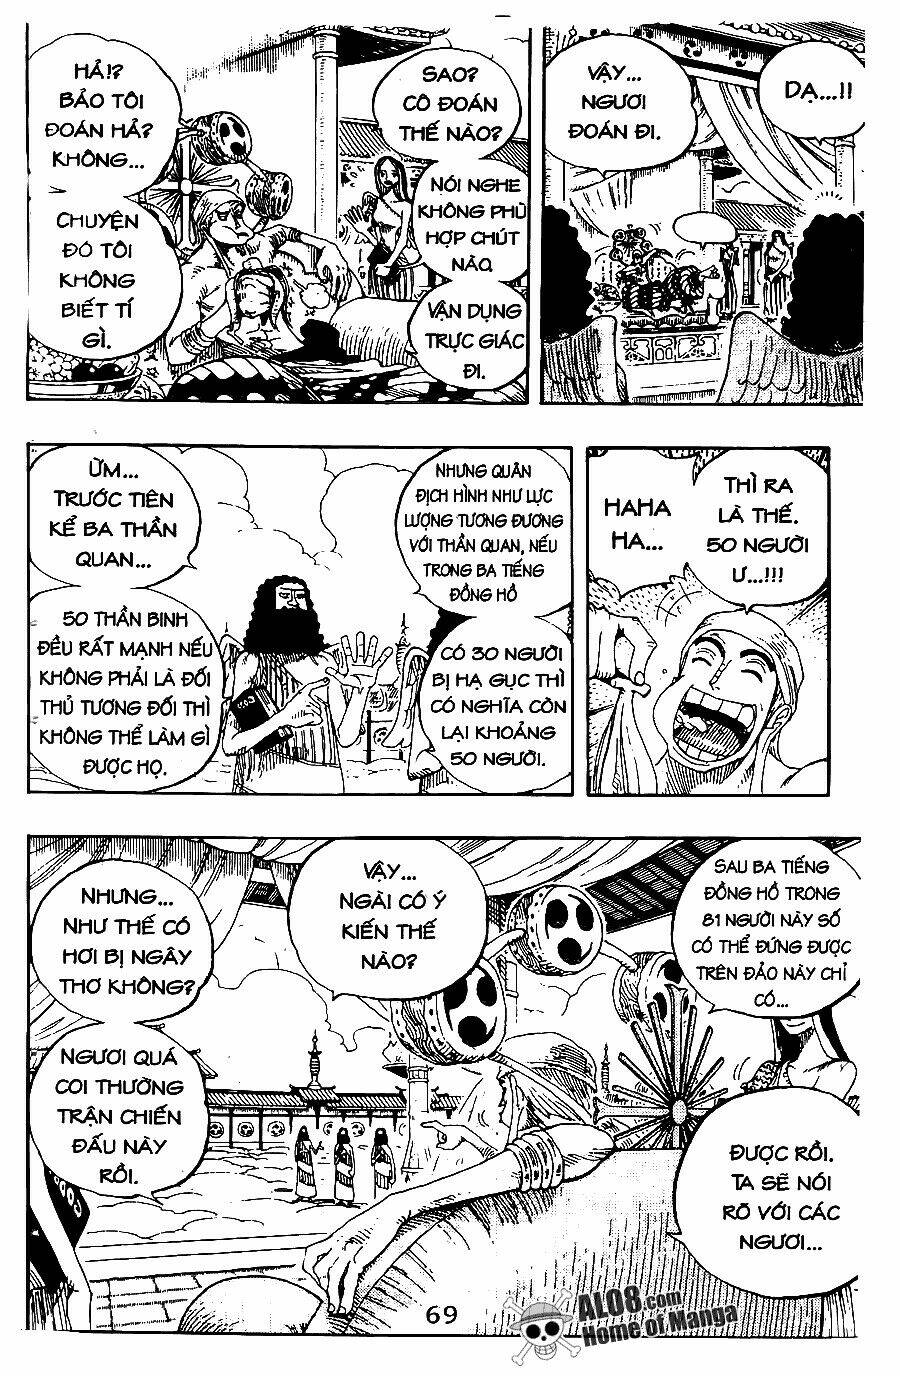 HẢ!?
BẢO TÔI
ĐOÁN HẢ?
KHÔNG...
CHUYỆN
ĐÓ TÔI
KHÔNG
BIẾT TÍ
GÌ.
SAO?
CÔ ĐOÁN
THẾ NÀO?
NÓI NGHE
KHÔNG PHÙ
HỢP CHÚT
NÀO.
VẬN DỤNG
TRỰC GIÁC
ĐI.
VẬY...
NGƯƠI
ĐOÁN ĐI.
DẠ...!!
ỪM...
TRƯỚC TIÊN
KỂ BA THẦN
QUAN...
50 THẦN BINH
ĐỀU RẤT MẠNH NẾU
KHÔNG PHẢI LÀ ĐỐI
THỦ TƯƠNG ĐỐI THÌ
KHÔNG THỂ LÀM GÌ
ĐƯỢC HỌ.
NHƯNG QUÂN
ĐỊCH HÌNH NHƯ LỰC
LƯỢNG TƯƠNG ĐƯƠNG
VỚI THẦN QUAN, NẾU
TRONG BA TIẾNG
ĐỒNG HỒ
CÓ 30 NGƯỜI
BỊ HẠ GỤC THÌ
CÓ NGHĨA CÒN
LẠI KHOẢNG
50 NGƯỜI.
HAHA
HA...
THÌ RA
LÀ THẾ.
50 NGƯỜI
Ư...!!!
NHƯNG...
NHƯ THẾ CÓ
HƠI BỊ NGÂY
THƠ KHÔNG?
NGƯƠI QUÁ
COI THƯỜNG
TRẬN CHIẾN
ĐẤU NÀY
RỒI.
VẬY...
NGÀI CÓ Ý
KIẾN THẾ
NÀO?
SAU BA TIẾNG
ĐỒNG HỒ TRONG
81 NGƯỜI NÀY SỐ
CÓ THỂ ĐỨNG ĐƯỢC
TRÊN ĐẢO NÀY CHỈ
CÓ...
ĐƯỢC RỒI.
TA SẼ NÓI
RÕ VỚI CÁC
NGƯƠI...
69
ALO8.com
Home of Manga